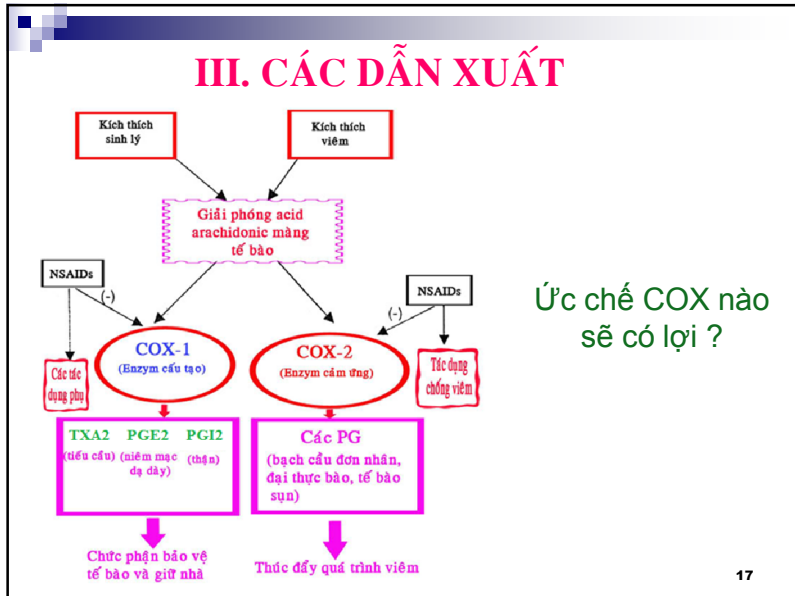 III. CÁC DẪN XUẤT
Kích thích
sinh lý
Kích thích
viêm
Giải phóng acid
arachidonic màng
tế bào
NSAIDs
(-)
NSAIDs
(-)
Ức chế COX nào
sẽ có lợi ?
COX-1
(Enzym cấu tạo)
COX-2
(Enzym cảm ứng)
Các tác
dụng phụ
Tác dụng
chống viêm
TXA2 PGE2 PGI2
(tiểu cầu) (niêm mạc (thận)
dạ dày)
Các PG
(bạch cầu đơn nhân,
đại thực bào, tế bào
sụn)
Chức phận bảo vệ
tế bào và giữ nhà
Thúc đẩy quá trình viêm
17